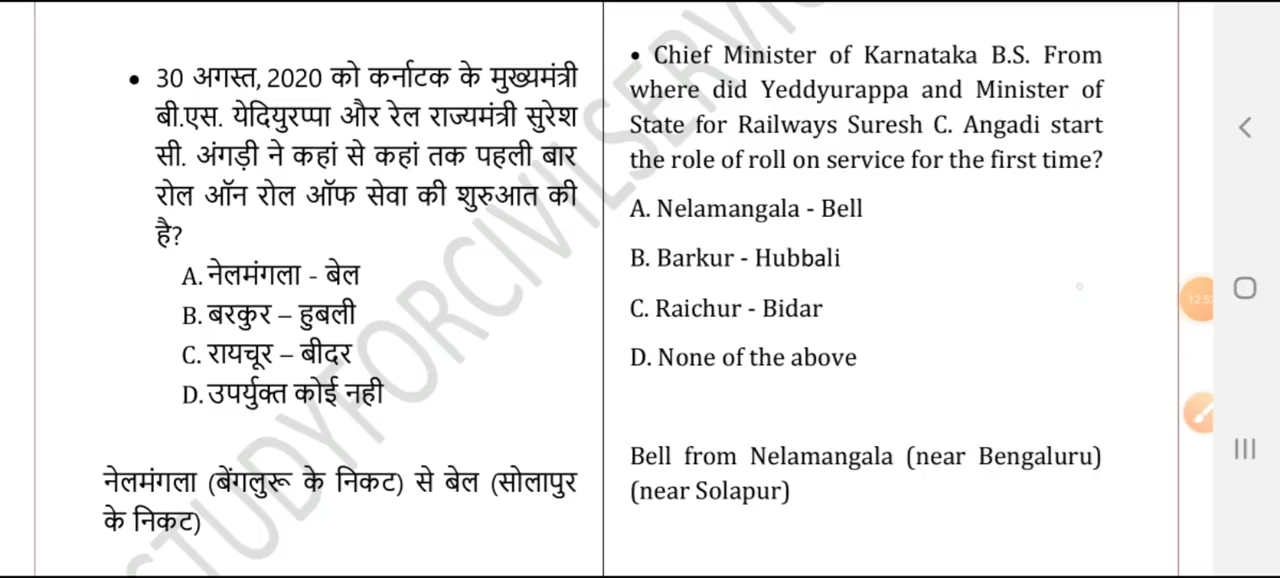 • 30 अगस्त, 2020 को कर्नाटक के मुख्यमंत्री
बी.एस. येदियुरप्पा और रेल राज्यमंत्री सुरेश
सी. अंगड़ी ने कहां से कहां तक पहली बार
रोल ऑन रोल ऑफ सेवा की शुरुआत की
है?
A. नेलमंगला - बेल
B. बरकुर – हुबली
C. रायचूर – बीदर
D. उपर्युक्त कोई नही
नेलमंगला (बेंगलुरू के निकट) से बेल (सोलापुर
के निकट)
• Chief Minister of Karnataka B.S. From
where did Yeddyurappa and Minister of
State for Railways Suresh C. Angadi start
the role of roll on service for the first time?
A. Nelamangala - Bell
B. Barkur - Hubbali
C. Raichur - Bidar
D. None of the above
Bell from Nelamangala (near Bengaluru)
(near Solapur)
STUDYFORCIVILSERV